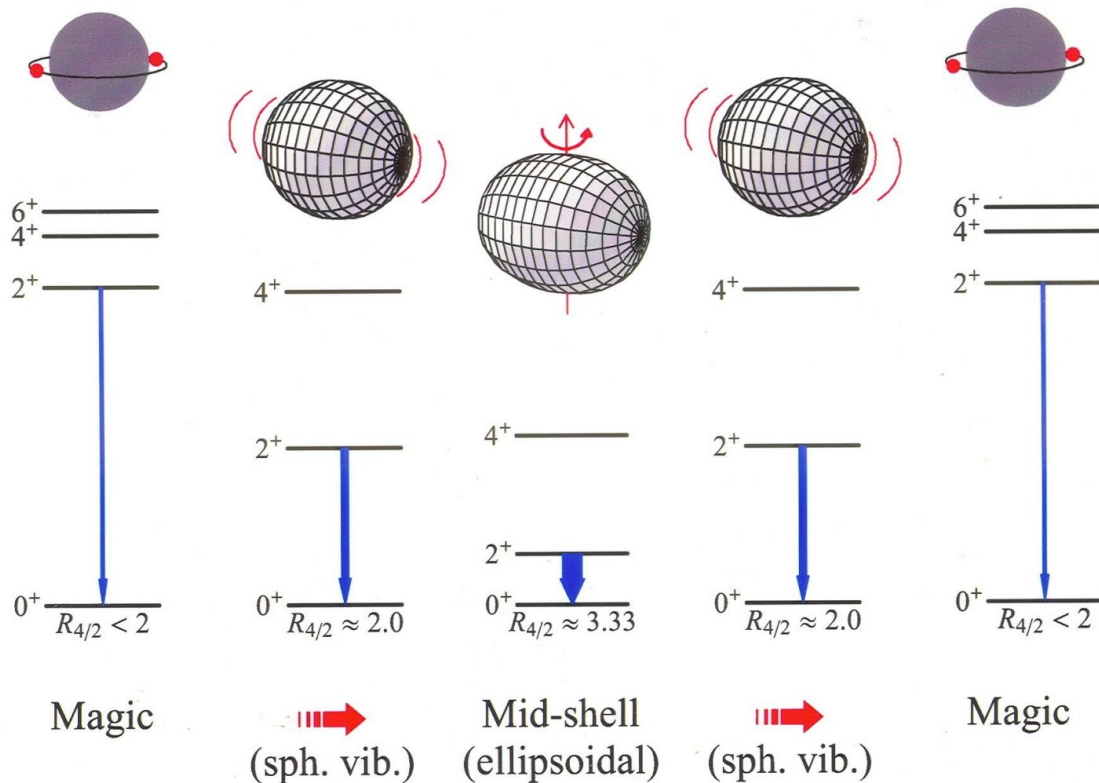 6⁺
4⁺
2⁺
0⁺
R₄/₂ < 2
4⁺
2⁺
0⁺
R₄/₂ ≈ 2.0
4⁺
2⁺
0⁺
R₄/₂ ≈ 3.33
4⁺
2⁺
0⁺
R₄/₂ ≈ 2.0
6⁺
4⁺
2⁺
0⁺
R₄/₂ < 2
Magic
(sph. vib.)
Mid-shell
(ellipsoidal)
(sph. vib.)
Magic